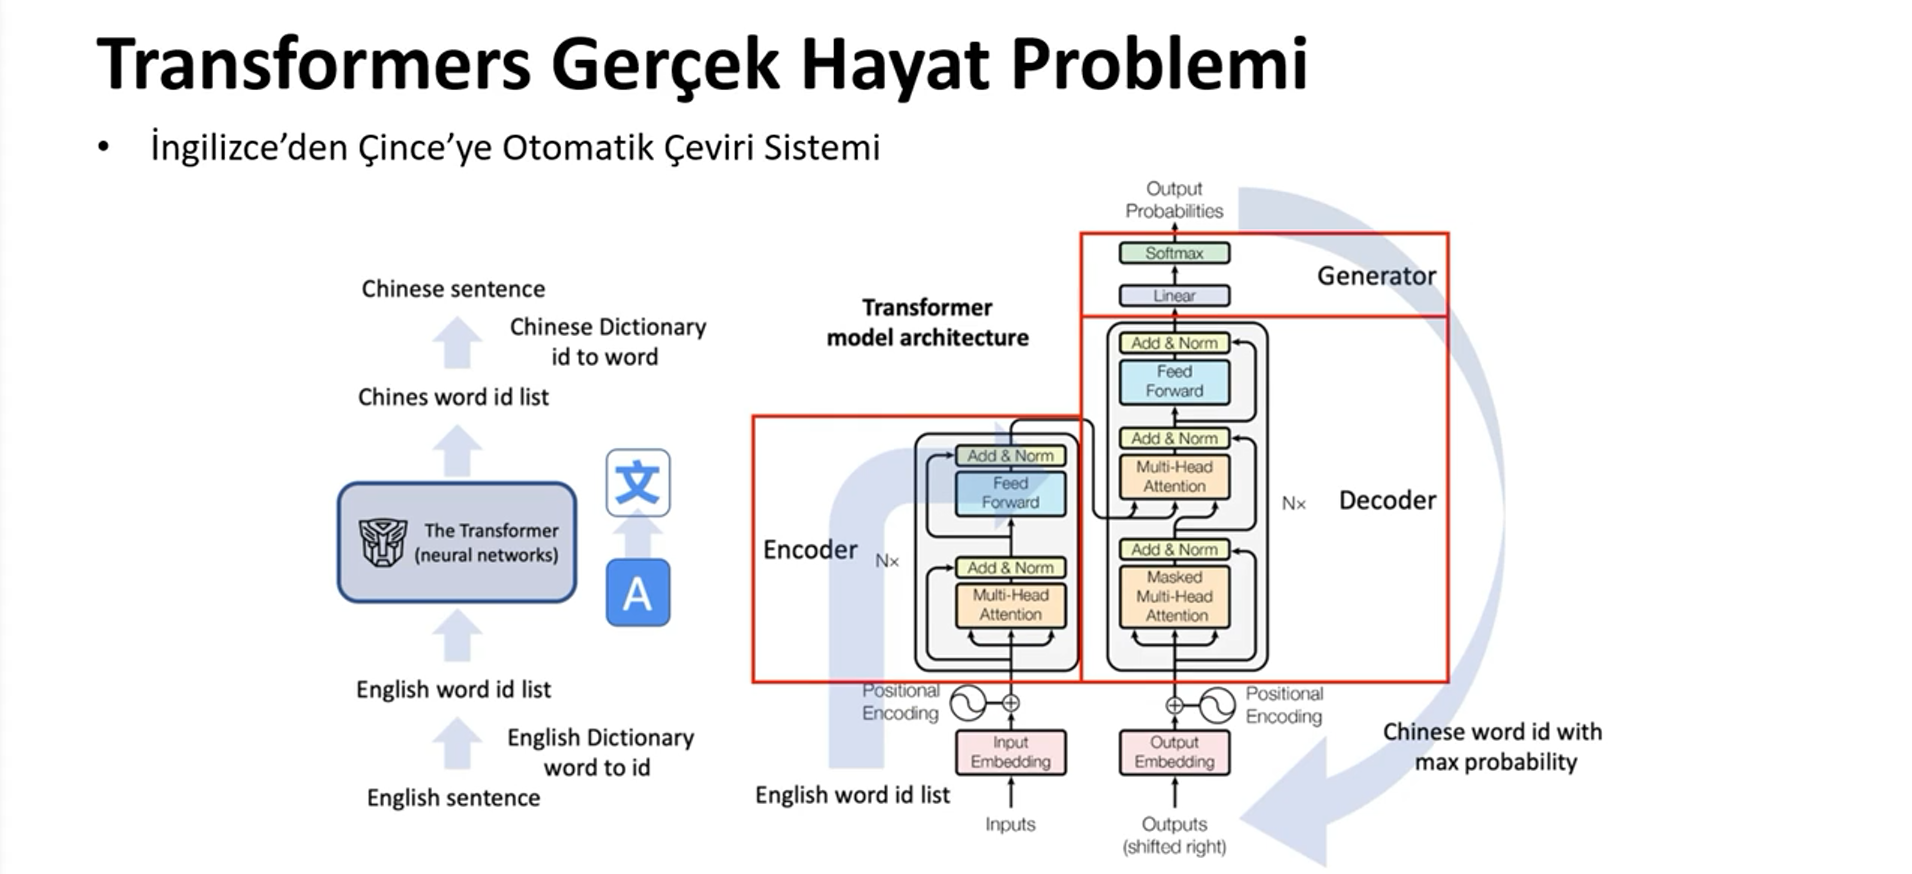 Transformers Gerçek Hayat Problemi
• İngilizce’den Çince’ye Otomatik Çeviri Sistemi
Chinese sentence
Chinese Dictionary
id to word
Chines word id list
The Transformer
(neural networks)
文
A
English word id list
English Dictionary
word to id
English sentence
Transformer
model architecture
Output
Probabilities
Softmax
Linear
Generator
Add & Norm
Feed
Forward
Add & Norm
Multi-Head
Attention
Nx
Decoder
Add & Norm
Masked
Multi-Head
Attention
Encoder
Nx
Add & Norm
Feed
Forward
Add & Norm
Multi-Head
Attention
Positional
Encoding
Positional
Encoding
Input
Embedding
Output
Embedding
English word id list
Inputs
Outputs
(shifted right)
Chinese word id with
max probability